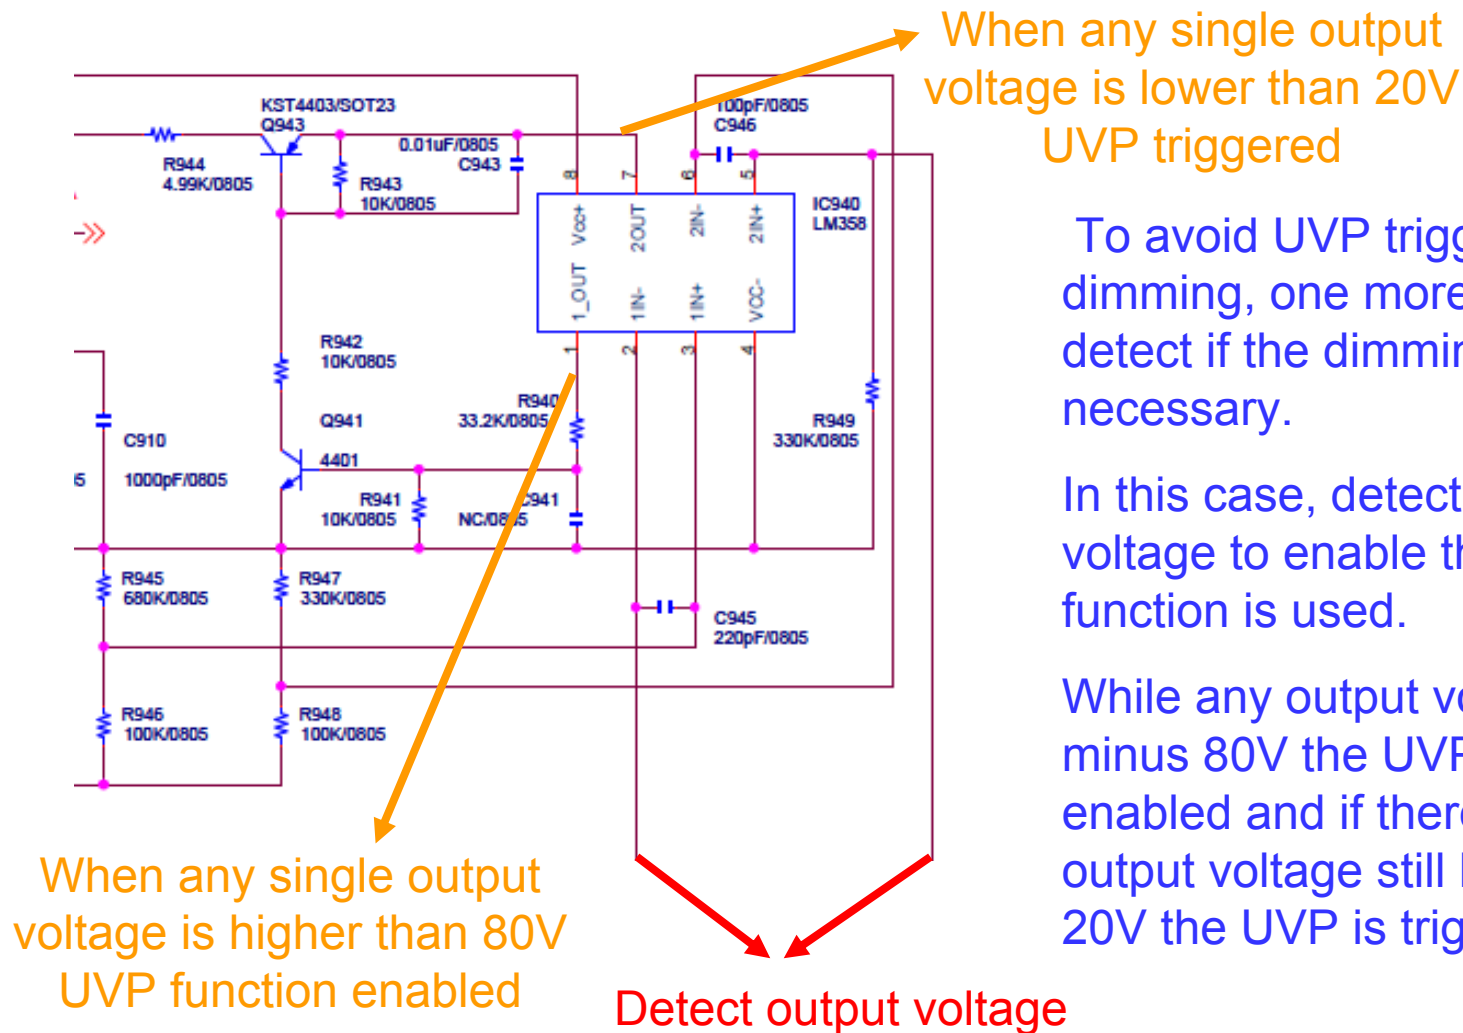 When any single output
voltage is lower than 20V
UVP triggered
KST4403/SOT23
Q943
R944
4.99K/0805
0.01uF/0805
C943
R943
10K/0805
100pF/0805
C946
8
7
6
5
Vcc+
2OUT
2IN-
2IN+
IC940
LM358
1_OUT
1IN-
1IN+
VCC-
1
2
3
4
To avoid UVP trigg
dimming, one more
detect if the dimmin
necessary.
R942
10K/0805
R940
33.2K/0805
R949
330K/0805
C910
1000pF/0805
Q941
4401
R941
10K/0805
C941
NC/0805
In this case, detect
voltage to enable th
function is used.
R945
680K/0805
R947
330K/0805
C945
220pF/0805
R946
100K/0805
R948
100K/0805
While any output vo
minus 80V the UVP
enabled and if there
output voltage still
20V the UVP is trig
When any single output
voltage is higher than 80V
UVP function enabled
Detect output voltage